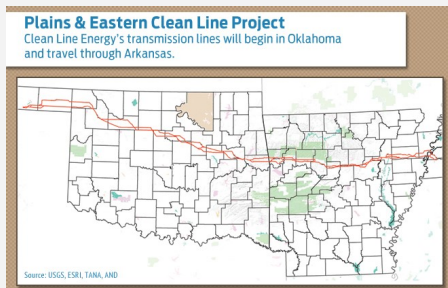 Plains & Eastern Clean Line Project
Clean Line Energy's transmission lines will begin in Oklahoma
and travel through Arkansas.
Source: USGS, ESRI, TANA, AND